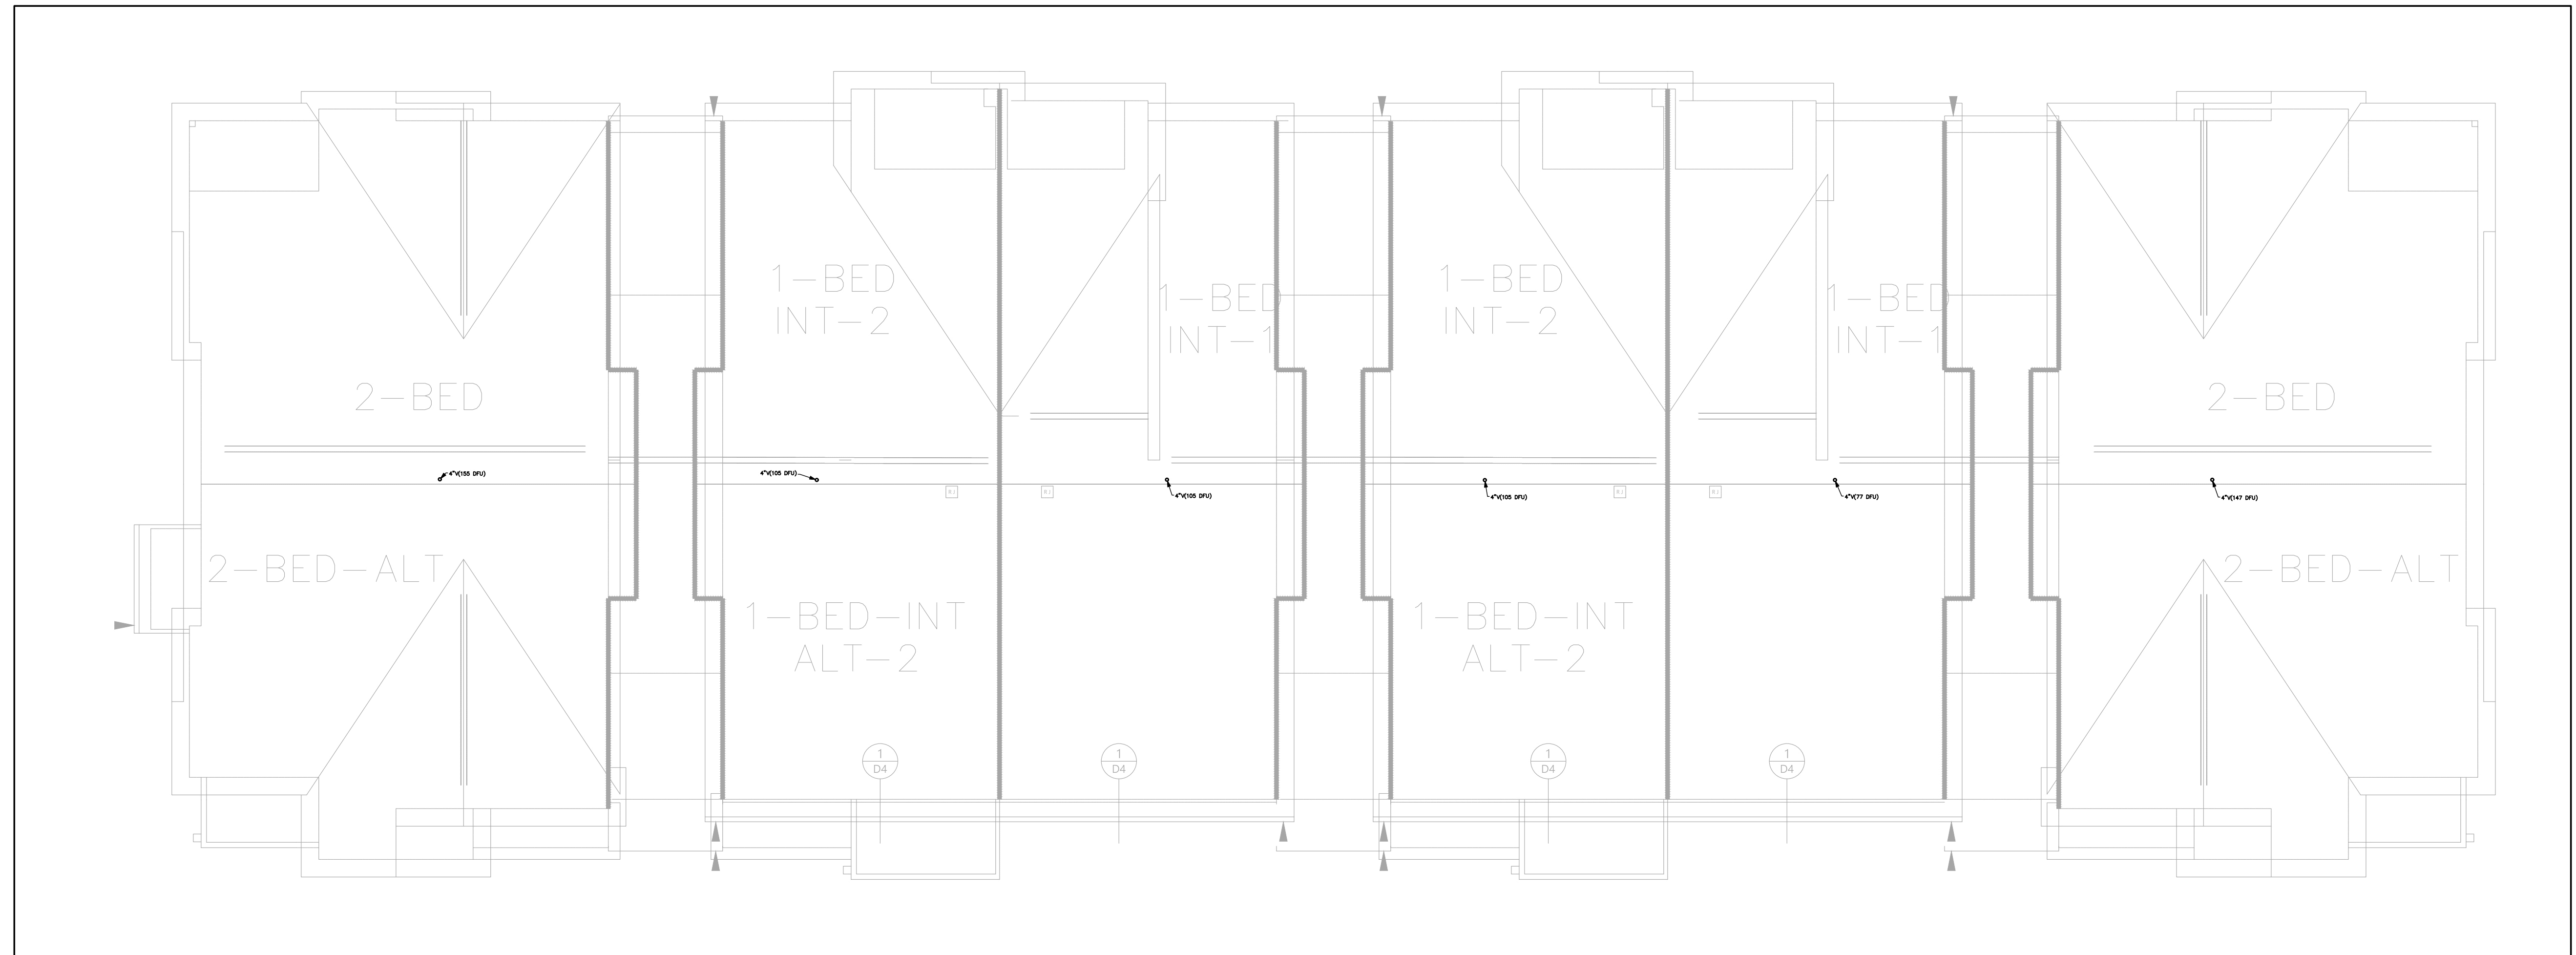 1-BED
INT-2
1-BED
INT-1
1-BED
INT-2
1-BED
INT-1
2-BED
2-BED
4"V(155 DFU)
4"V(105 DFU)
4"V(105 DFU)
4"V(105 DFU)
4"V(77 DFU)
4"V(147 DFU)
2-BED-ALT
2-BED-ALT
1-BED-INT
ALT-2
1-BED-INT
ALT-2
1
D4
1
D4
1
D4
1
D4